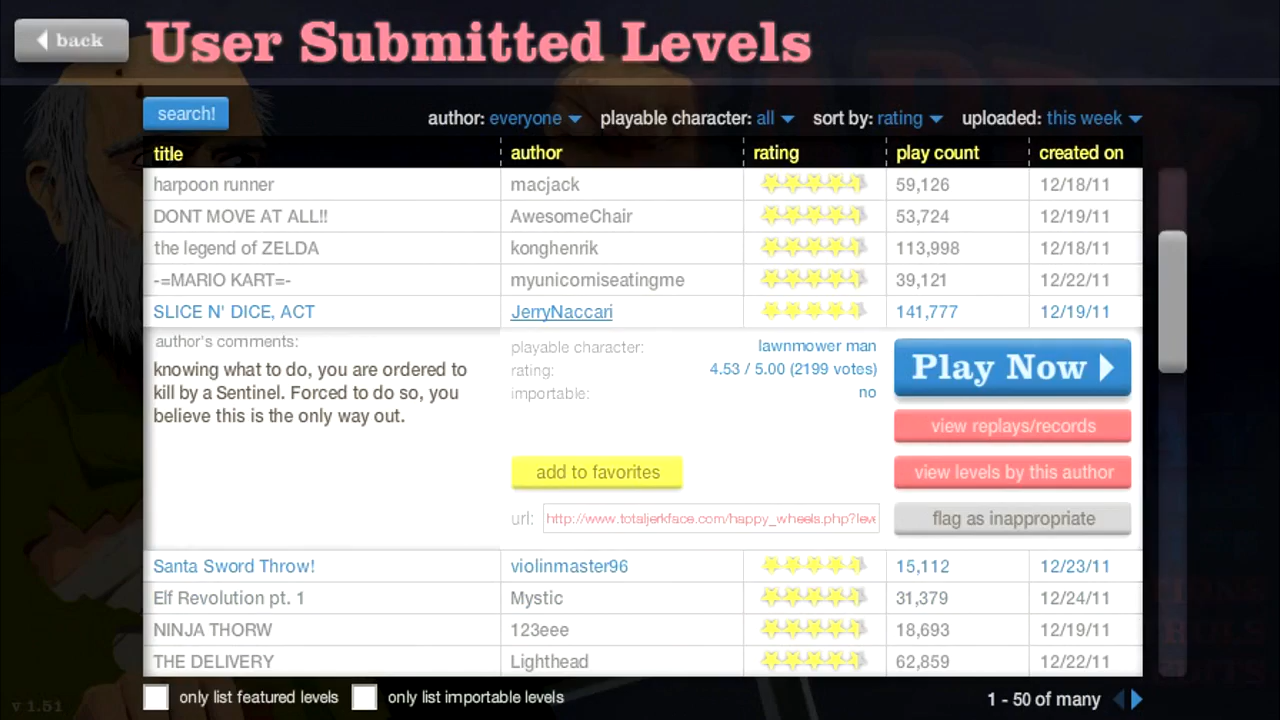 back
User Submitted Levels
search!
author: everyone playable character: all sort by: rating uploaded: this week
title author rating play count created on
harpoon runner macjack 59,126 12/18/11
DONT MOVE AT ALL!! AwesomeChair 53,724 12/19/11
the legend of ZELDA konghenrik 113,998 12/18/11
-=MARIO KART=- myunicorniseatingme 39,121 12/22/11
SLICE N' DICE, ACT JerryNaccari 141,777 12/19/11
author's comments:
knowing what to do, you are ordered to
kill by a Sentinel. Forced to do so, you
believe this is the only way out.
playable character: lawnmower man
rating: 4.53 / 5.00 (2199 votes)
importable: no
add to favorites
url: http://www.totaljerkface.com/happy_wheels.php?leve
Play Now
view replays/records
view levels by this author
flag as inappropriate
Santa Sword Throw! violinmaster96 15,112 12/23/11
Elf Revolution pt. 1 Mystic 31,379 12/24/11
NINJA THORW 123eee 18,693 12/19/11
THE DELIVERY Lighthead 62,859 12/22/11
only list featured levels only list importable levels 1 - 50 of many
v 1.51